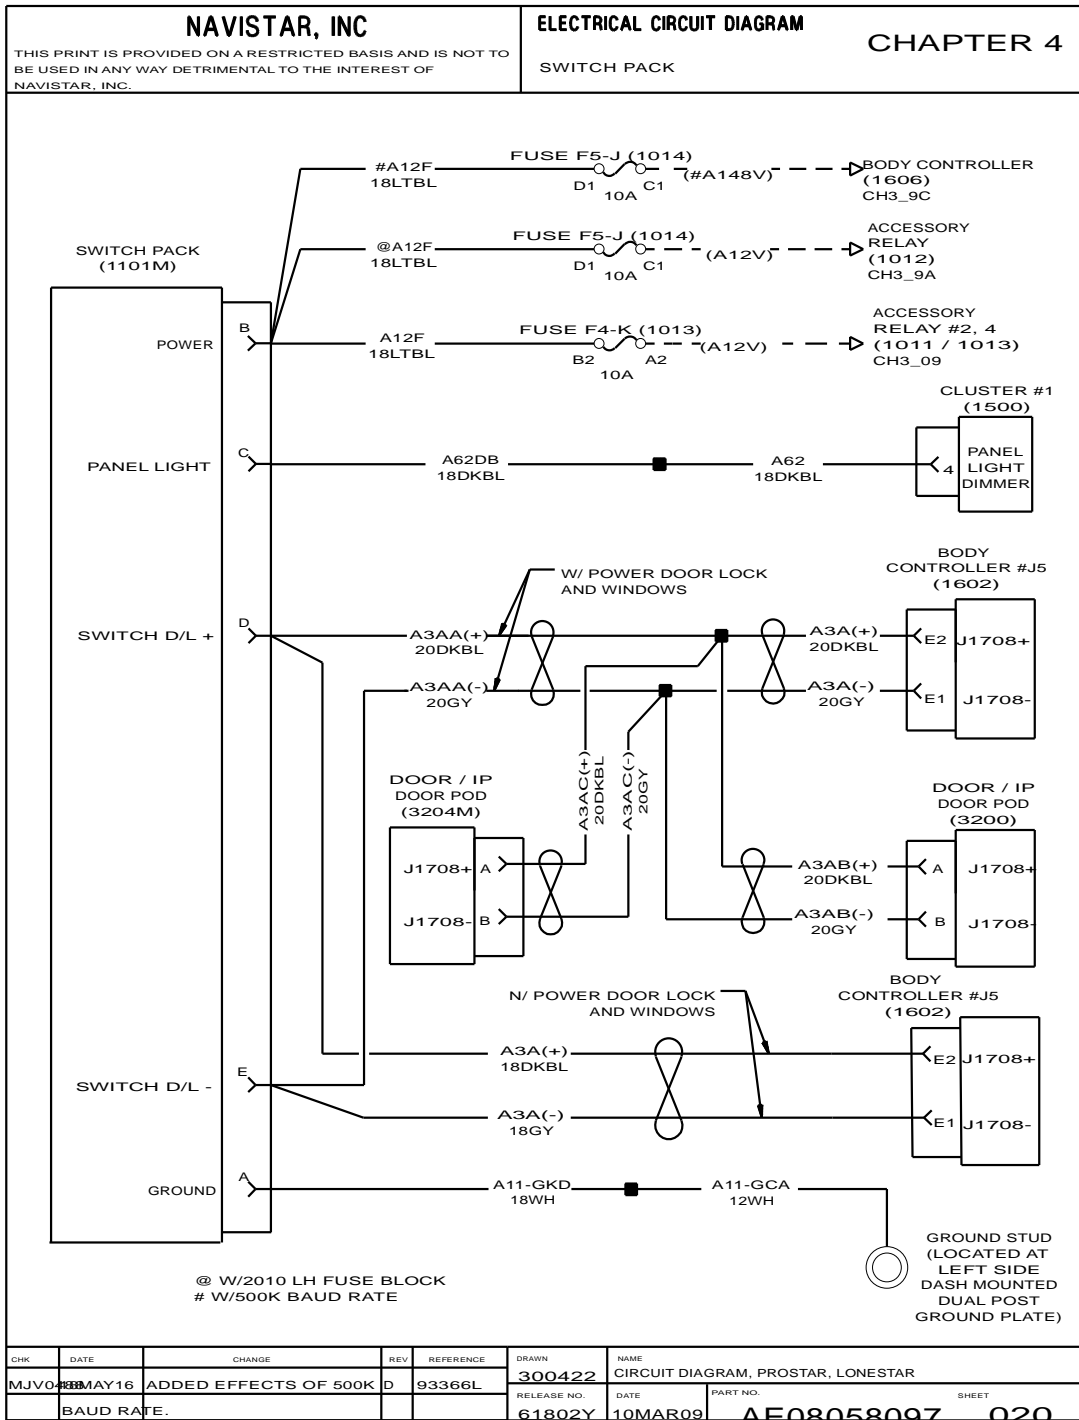 NAVISTAR, INC
THIS PRINT IS PROVIDED ON A RESTRICTED BASIS AND IS NOT TO
BE USED IN ANY WAY DETRIMENTAL TO THE INTEREST OF
NAVISTAR, INC.
ELECTRICAL CIRCUIT DIAGRAM
SWITCH PACK
CHAPTER 4
#A12F
18LTBL
FUSE F5-J (1014)
D1
10A
C1
(#A148V)
BODY CONTROLLER
(1606)
CH3_9C
@A12F
18LTBL
FUSE F5-J (1014)
D1
10A
C1
(A12V)
ACCESSORY
RELAY
(1012)
CH3_9A
SWITCH PACK
(1101M)
B
POWER
A12F
18LTBL
FUSE F4-K (1013)
B2
10A
A2
(A12V)
ACCESSORY
RELAY #2, 4
(1011 / 1013)
CH3_09
CLUSTER #1
(1500)
C
PANEL LIGHT
A62DB
18DKBL
A62
18DKBL
4
PANEL
LIGHT
DIMMER
W/ POWER DOOR LOCK
AND WINDOWS
BODY
CONTROLLER #J5
(1602)
D
SWITCH D/L +
A3AA(+)
20DKBL
A3A(+)
20DKBL
E2
J1708+
A3AA(-)
20GY
A3A(-)
20GY
E1
J1708-
A3AC(+)
20DKBL
A3AC(-)
20GY
DOOR / IP
DOOR POD
(3204M)
J1708+
A
J1708-
B
DOOR / IP
DOOR POD
(3200)
A3AB(+)
20DKBL
A
J1708+
A3AB(-)
20GY
B
J1708-
N/ POWER DOOR LOCK
AND WINDOWS
BODY
CONTROLLER #J5
(1602)
A3A(+)
18DKBL
E2
J1708+
E
SWITCH D/L -
A3A(-)
18GY
E1
J1708-
A
GROUND
A11-GKD
18WH
A11-GCA
12WH
GROUND STUD
(LOCATED AT
LEFT SIDE
DASH MOUNTED
DUAL POST
GROUND PLATE)
@ W/2010 LH FUSE BLOCK
# W/500K BAUD RATE
CHK
DATE
CHANGE
REV
REFERENCE
ADDED EFFECTS OF 500K
D
93366L
BAUD RATE.
DRAWN
300422
NAME
CIRCUIT DIAGRAM, PROSTAR, LONESTAR
RELEASE NO.
61802Y
DATE
10MAR09
PART NO.
AE08058097
SHEET
020